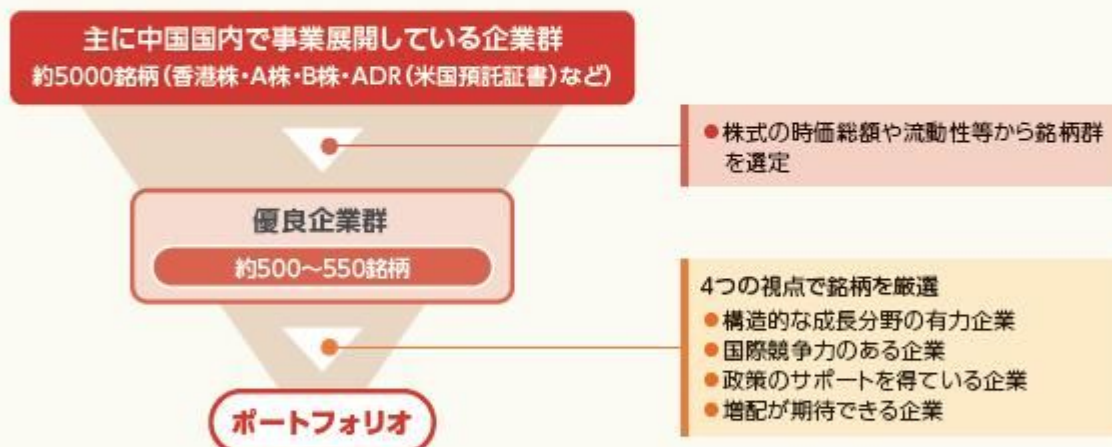 主に中国国内で事業展開している企業群
約5000銘柄(香港株・A株・B株・ADR(米国預託証書)など)
●株式の時価総額や流動性等から銘柄群
を選定
優良企業群
約500～550銘柄
4つの視点で銘柄を厳選
●構造的な成長分野の有力企業
●国際競争力のある企業
●政策のサポートを得ている企業
●増配が期待できる企業
ポートフォリオ